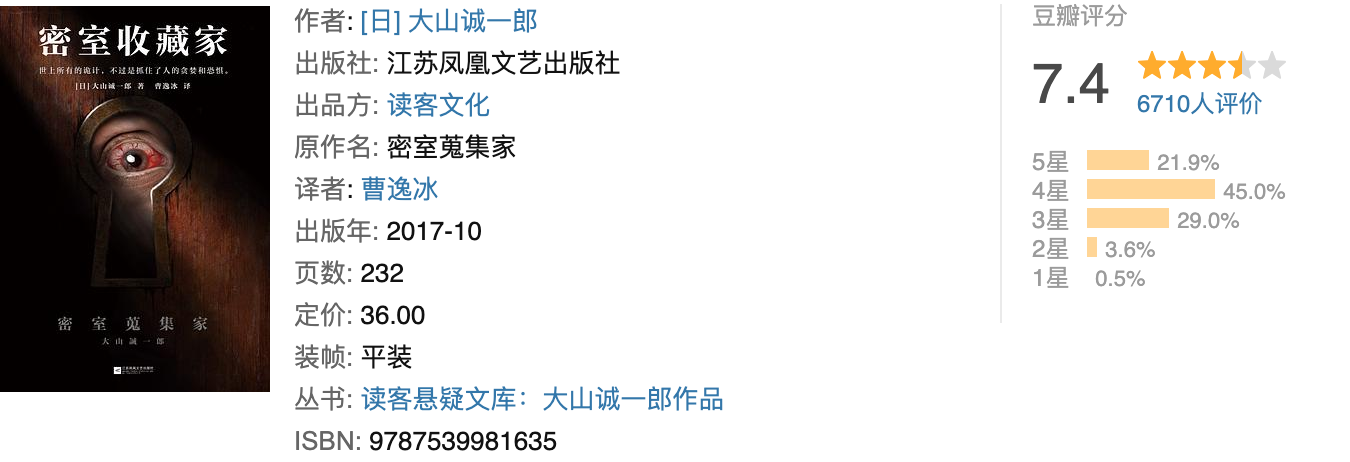 密室收藏家
世上所有的诡计，不过是抓住了人的贪婪和恐惧。
[日]大山诚一郎 著 曹逸冰 译
密室蒐集家
大山誠一郎
作者: [日] 大山诚一郎
出版社: 江苏凤凰文艺出版社
出品方: 读客文化
原作名: 密室蒐集家
译者: 曹逸冰
出版年: 2017-10
页数: 232
定价: 36.00
装帧: 平装
丛书: 读客悬疑文库：大山诚一郎作品
ISBN: 9787539981635
豆瓣评分
7.4
6710人评价
5星 21.9%
4星 45.0%
3星 29.0%
2星 3.6%
1星 0.5%